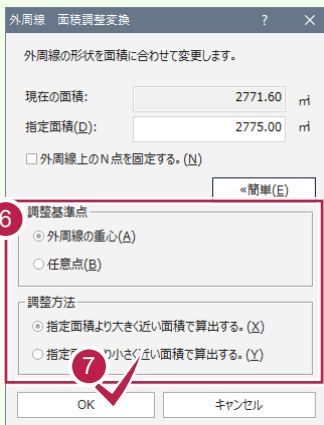 外周線　面積調整変換 ? ×
外周線の形状を面積に合わせて変更します。
現在の面積: 2771.60 ㎡
指定面積(D): 2775.00 ㎡
外周線上のN点を固定する。(N)
«簡単(E)
6
調整基準点
外周線の重心(A)
任意点(B)
調整方法
指定面積より大きく近い面積で算出する。(X)
指定 り小さく近い面積で算出する。(Y)
7
OK キャンセル